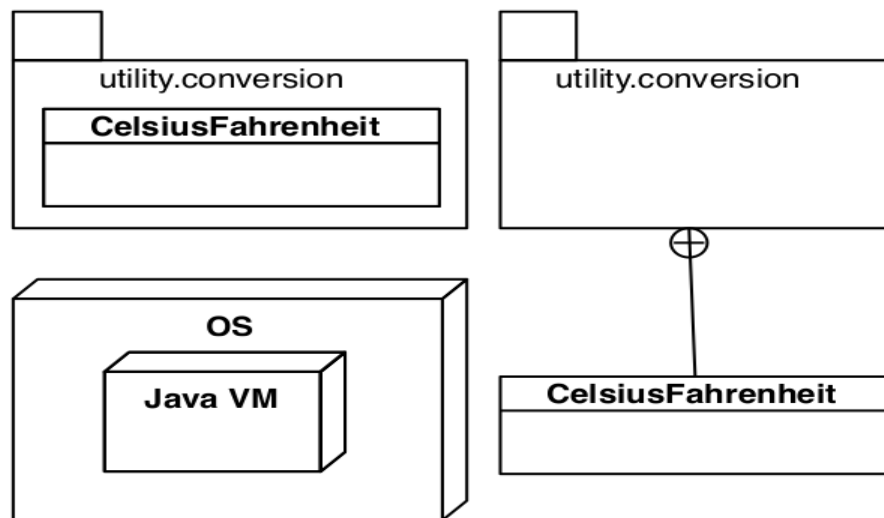 utility.conversion
CelsiusFahrenheit
utility.conversion
OS
Java VM
CelsiusFahrenheit